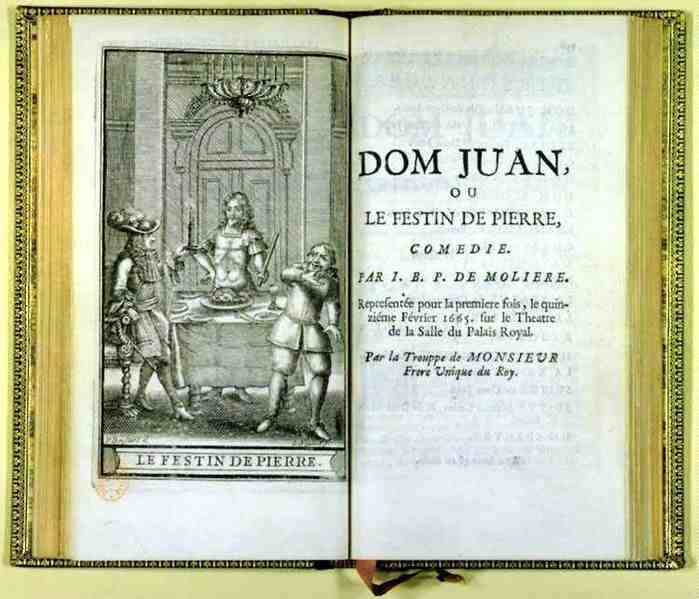 LE FESTIN DE PIERRE.
DOM JUAN,
OU
LE FESTIN DE PIERRE,
COMEDIE.
PAR I. B. P. DE MOLIERE.
Representée pour la premiere fois, le quin-
ziéme Février 1665. sur le Theatre
de la Salle du Palais Royal.
Par la Trouppe de MONSIEVR
Frere Vnique du Roy.